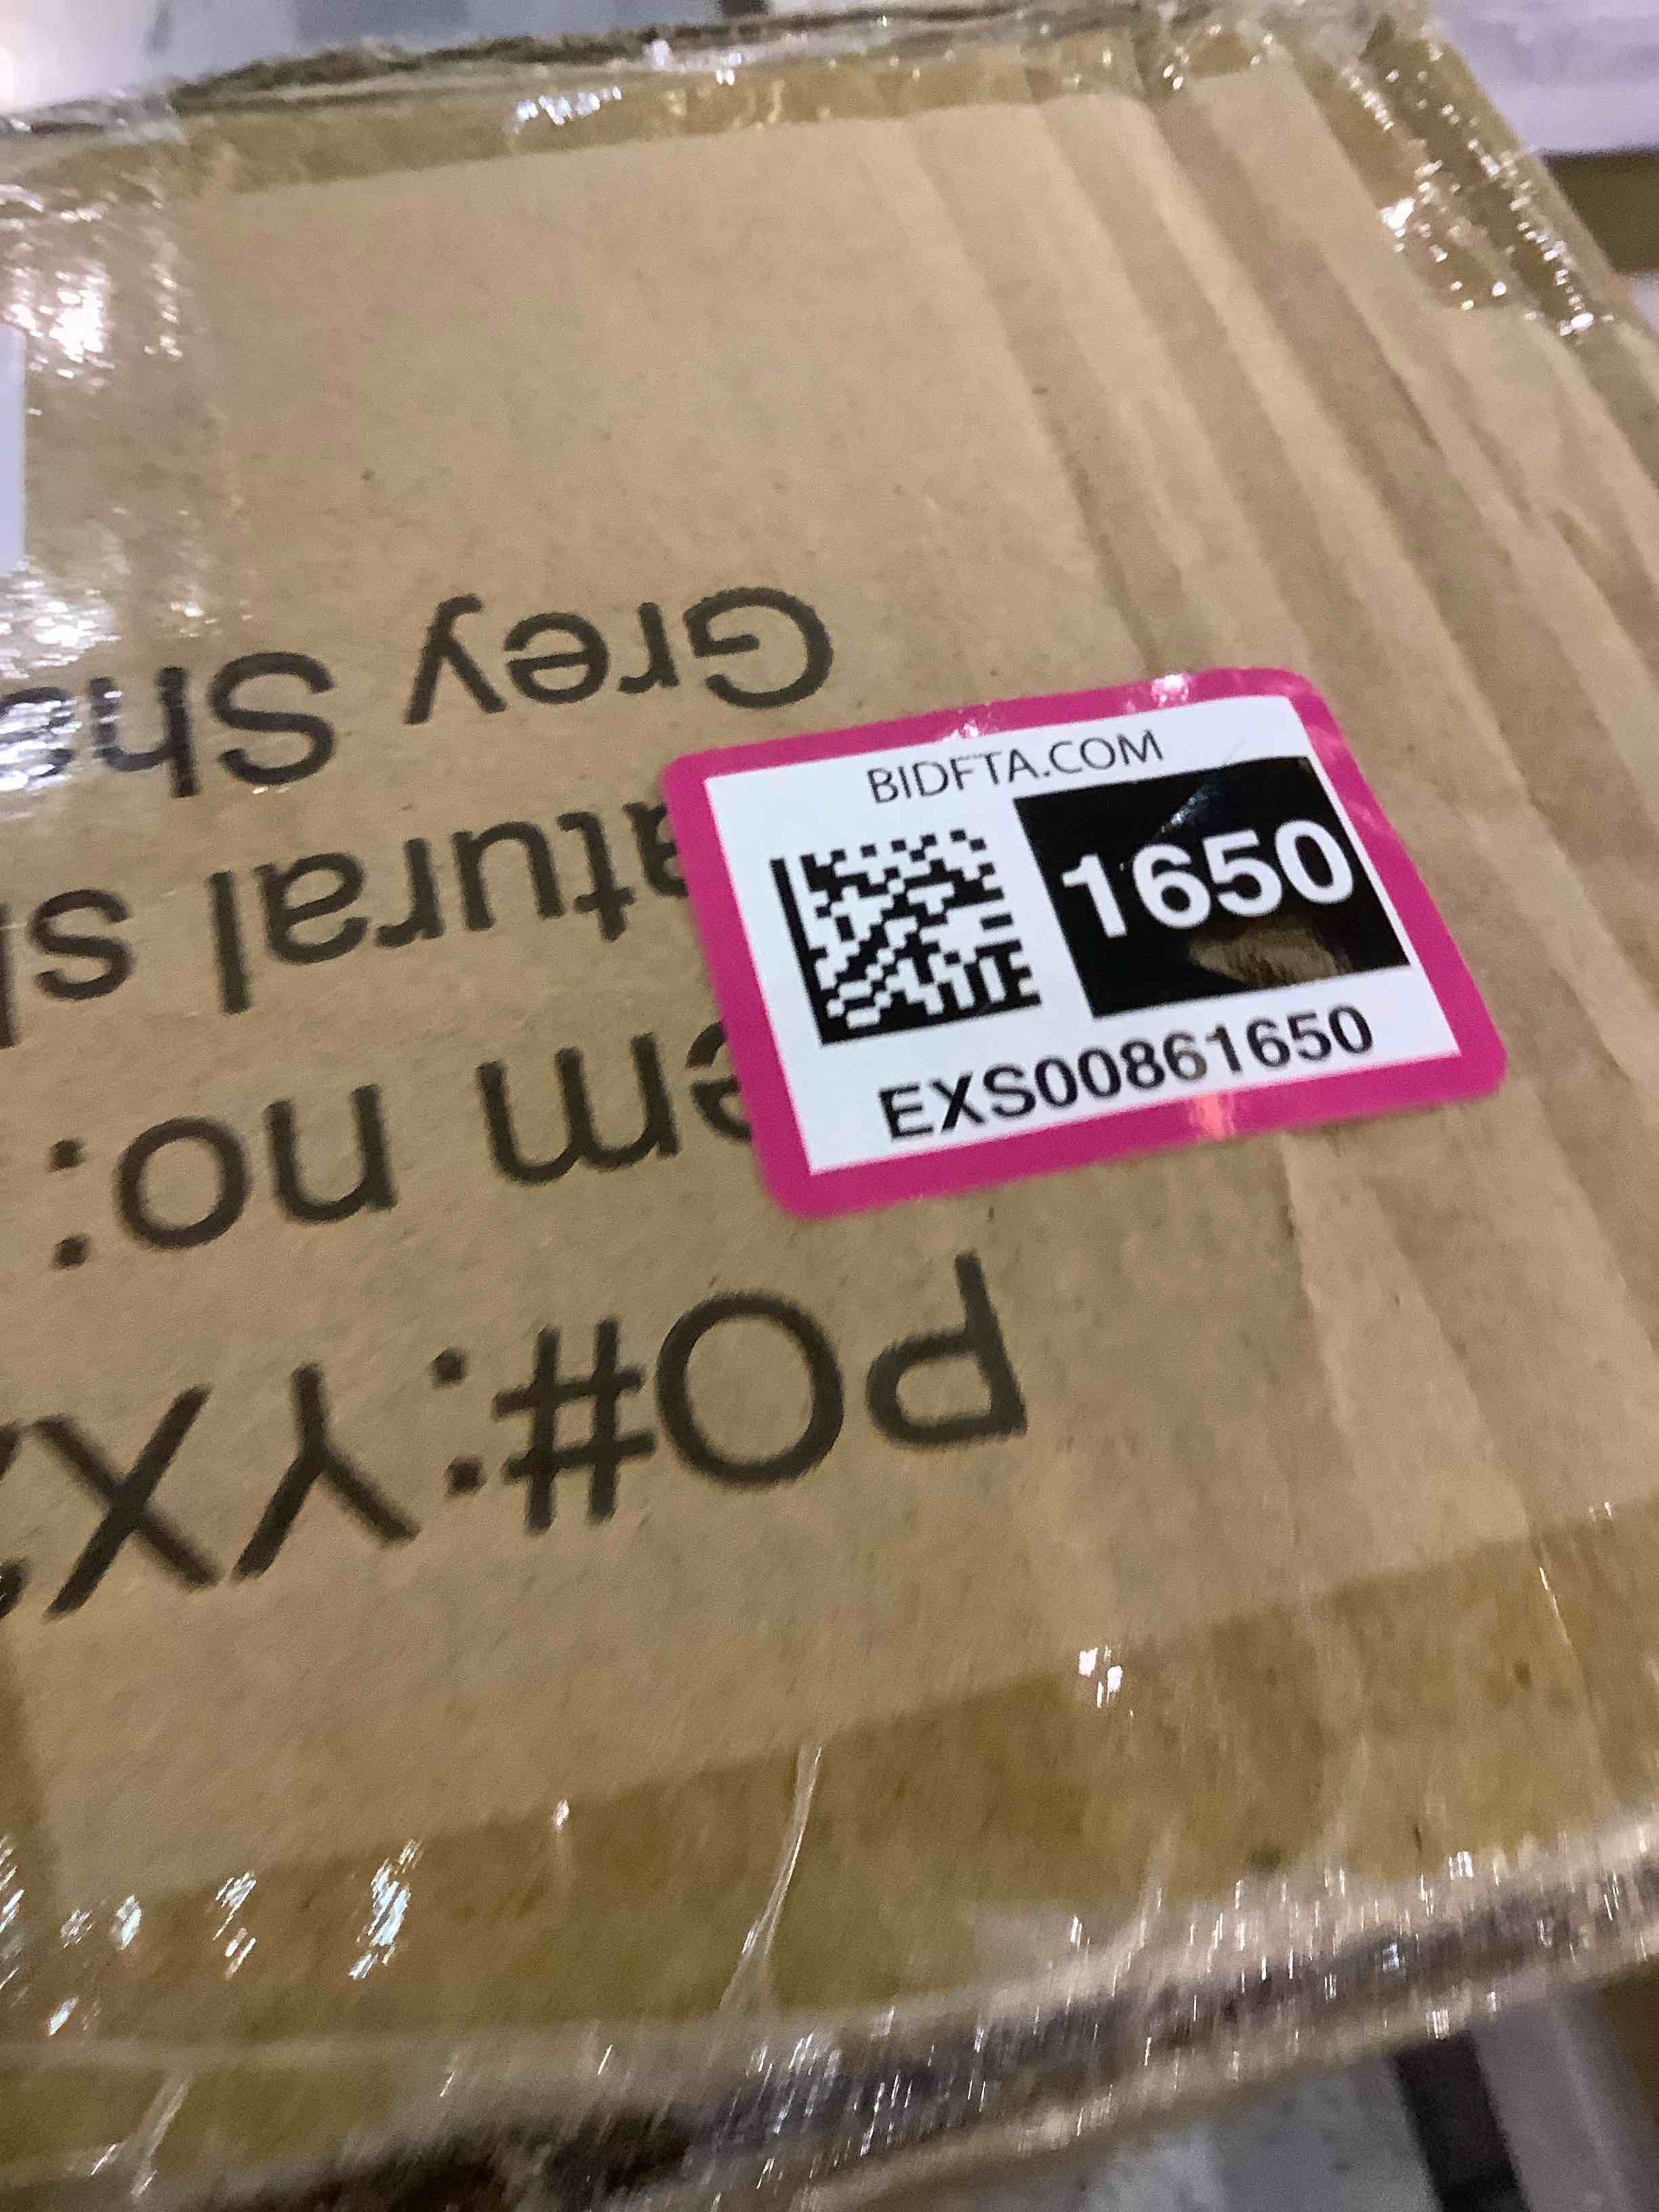 BIDFTA.COM
1650
EXS00861650
PO#:YX
em no:
atural s
Grey Sha